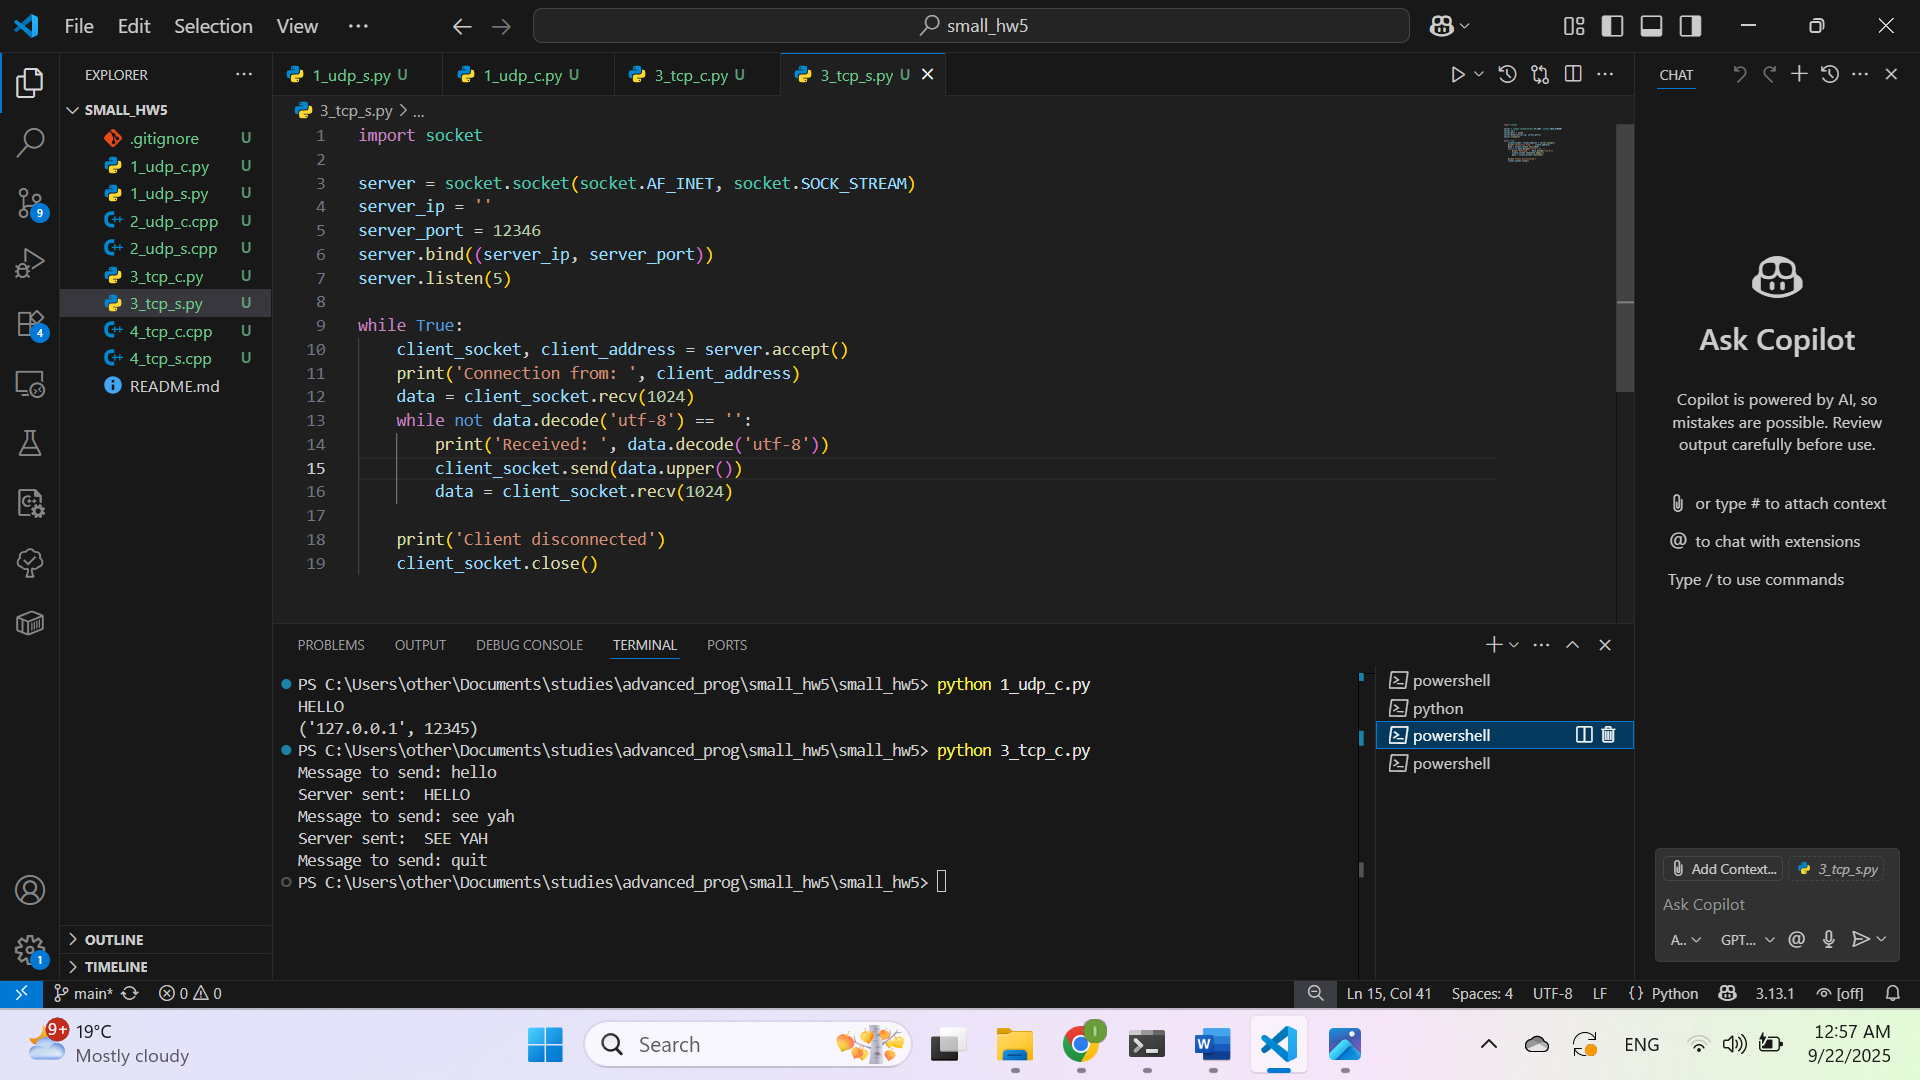 File Edit Selection View ···
small_hw5
EXPLORER
SMALL_HW5
.gitignore U
1_udp_c.py U
1_udp_s.py U
2_udp_c.cpp U
2_udp_s.cpp U
3_tcp_c.py U
3_tcp_s.py U
4_tcp_c.cpp U
4_tcp_s.cpp U
README.md
OUTLINE
TIMELINE
9
4
1
1_udp_s.py U
1_udp_c.py U
3_tcp_c.py U
3_tcp_s.py U
3_tcp_s.py > ...
1 import socket
2
3 server = socket.socket(socket.AF_INET, socket.SOCK_STREAM)
4 server_ip = ''
5 server_port = 12346
6 server.bind((server_ip, server_port))
7 server.listen(5)
8
9 while True:
10 client_socket, client_address = server.accept()
11 print('Connection from: ', client_address)
12 data = client_socket.recv(1024)
13 while not data.decode('utf-8') == '':
14 print('Received: ', data.decode('utf-8'))
15 client_socket.send(data.upper())
16 data = client_socket.recv(1024)
17
18 print('Client disconnected')
19 client_socket.close()
PROBLEMS OUTPUT DEBUG CONSOLE TERMINAL PORTS
PS C:\Users\other\Documents\studies\advanced_prog\small_hw5\small_hw5> python 1_udp_c.py
HELLO
('127.0.0.1', 12345)
PS C:\Users\other\Documents\studies\advanced_prog\small_hw5\small_hw5> python 3_tcp_c.py
Message to send: hello
Server sent:  HELLO
Message to send: see yah
Server sent:  SEE YAH
Message to send: quit
PS C:\Users\other\Documents\studies\advanced_prog\small_hw5\small_hw5>
powershell
python
powershell
powershell
CHAT
Ask Copilot
Copilot is powered by AI, so
mistakes are possible. Review
output carefully before use.
or type # to attach context
@ to chat with extensions
Type / to use commands
Add Context... 3_tcp_s.py
Ask Copilot
A.. GPT...
main* 0 0
Ln 15, Col 41 Spaces: 4 UTF-8 LF {} Python 3.13.1 [off]
9+ 19°C
Mostly cloudy
Search
ENG
12:57 AM
9/22/2025